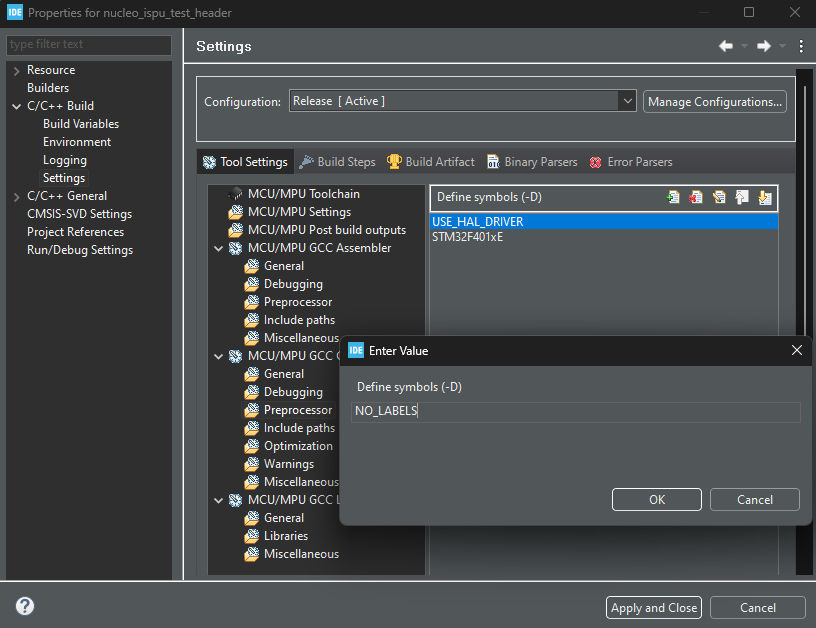 IDE Properties for nucleo_ispu_test_header
type filter text
Resource
Builders
C/C++ Build
Build Variables
Environment
Logging
Settings
C/C++ General
CMSIS-SVD Settings
Project References
Run/Debug Settings
Settings
Configuration: Release [ Active ] Manage Configurations...
Tool Settings Build Steps Build Artifact Binary Parsers Error Parsers
MCU/MPU Toolchain
MCU/MPU Settings
MCU/MPU Post build outputs
MCU/MPU GCC Assembler
General
Debugging
Preprocessor
Include paths
Miscellaneous
MCU/MPU GCC
General
Debugging
Preprocessor
Include paths
Optimization
Warnings
Miscellaneous
MCU/MPU GCC
General
Libraries
Miscellaneous
Define symbols (-D)
USE_HAL_DRIVER
STM32F401xE
IDE Enter Value
Define symbols (-D)
NO_LABELS
OK Cancel
? Apply and Close Cancel